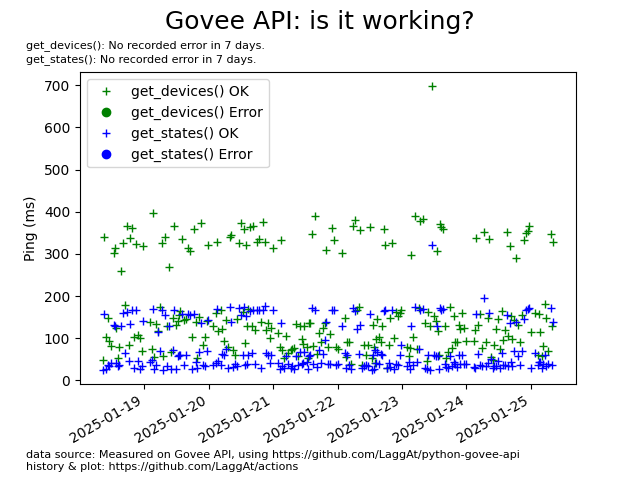 Govee API: is it working?
get_devices(): No recorded error in 7 days.
get_states(): No recorded error in 7 days.
700
600
500
400
300
200
100
0
Ping (ms)
get_devices() OK
get_devices() Error
get_states() OK
get_states() Error
2025-01-19
2025-01-20
2025-01-21
2025-01-22
2025-01-23
2025-01-24
2025-01-25
data source: Measured on Govee API, using https://github.com/LaggAt/python-govee-api
history & plot: https://github.com/LaggAt/actions